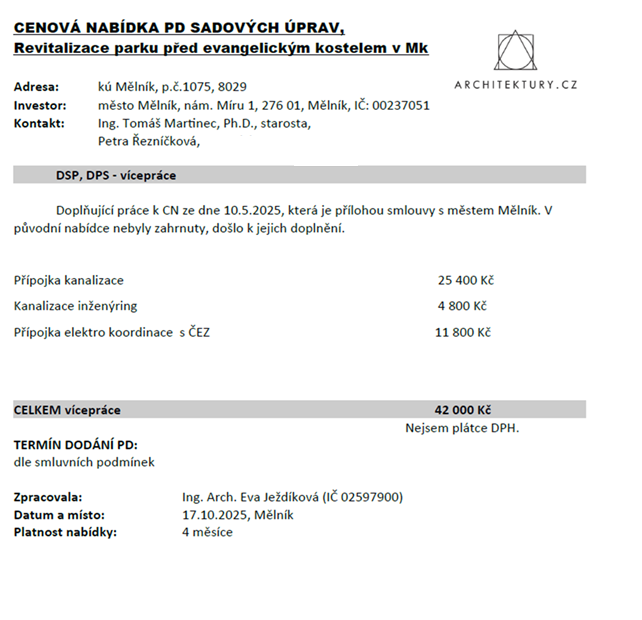 CENOVÁ NABÍDKA PD SADOVÝCH ÚPRAV,
Revitalizace parku před evangelickým kostelem v Mk
ARCHITEKTURY.CZ
Adresa: kú Mělník, p.č.1075, 8029
Investor: město Mělník, nám. Míru 1, 276 01, Mělník, IČ: 00237051
Kontakt: Ing. Tomáš Martinec, Ph.D., starosta,
Petra Řezníčková,
DSP, DPS - vícepráce
Doplňující práce k CN ze dne 10.5.2025, která je přílohou smlouvy s městem Mělník. V
původní nabídce nebyly zahrnuty, došlo k jejich doplnění.
Přípojka kanalizace 25 400 Kč
Kanalizace inženýring 4 800 Kč
Přípojka elektro koordinace s ČEZ 11 800 Kč
CELKEM vícepráce 42 000 Kč
Nejsem plátce DPH.
TERMÍN DODÁNÍ PD:
dle smluvních podmínek
Zpracovala: Ing. Arch. Eva Ježdíková (IČ 02597900)
Datum a místo: 17.10.2025, Mělník
Platnost nabídky: 4 měsíce